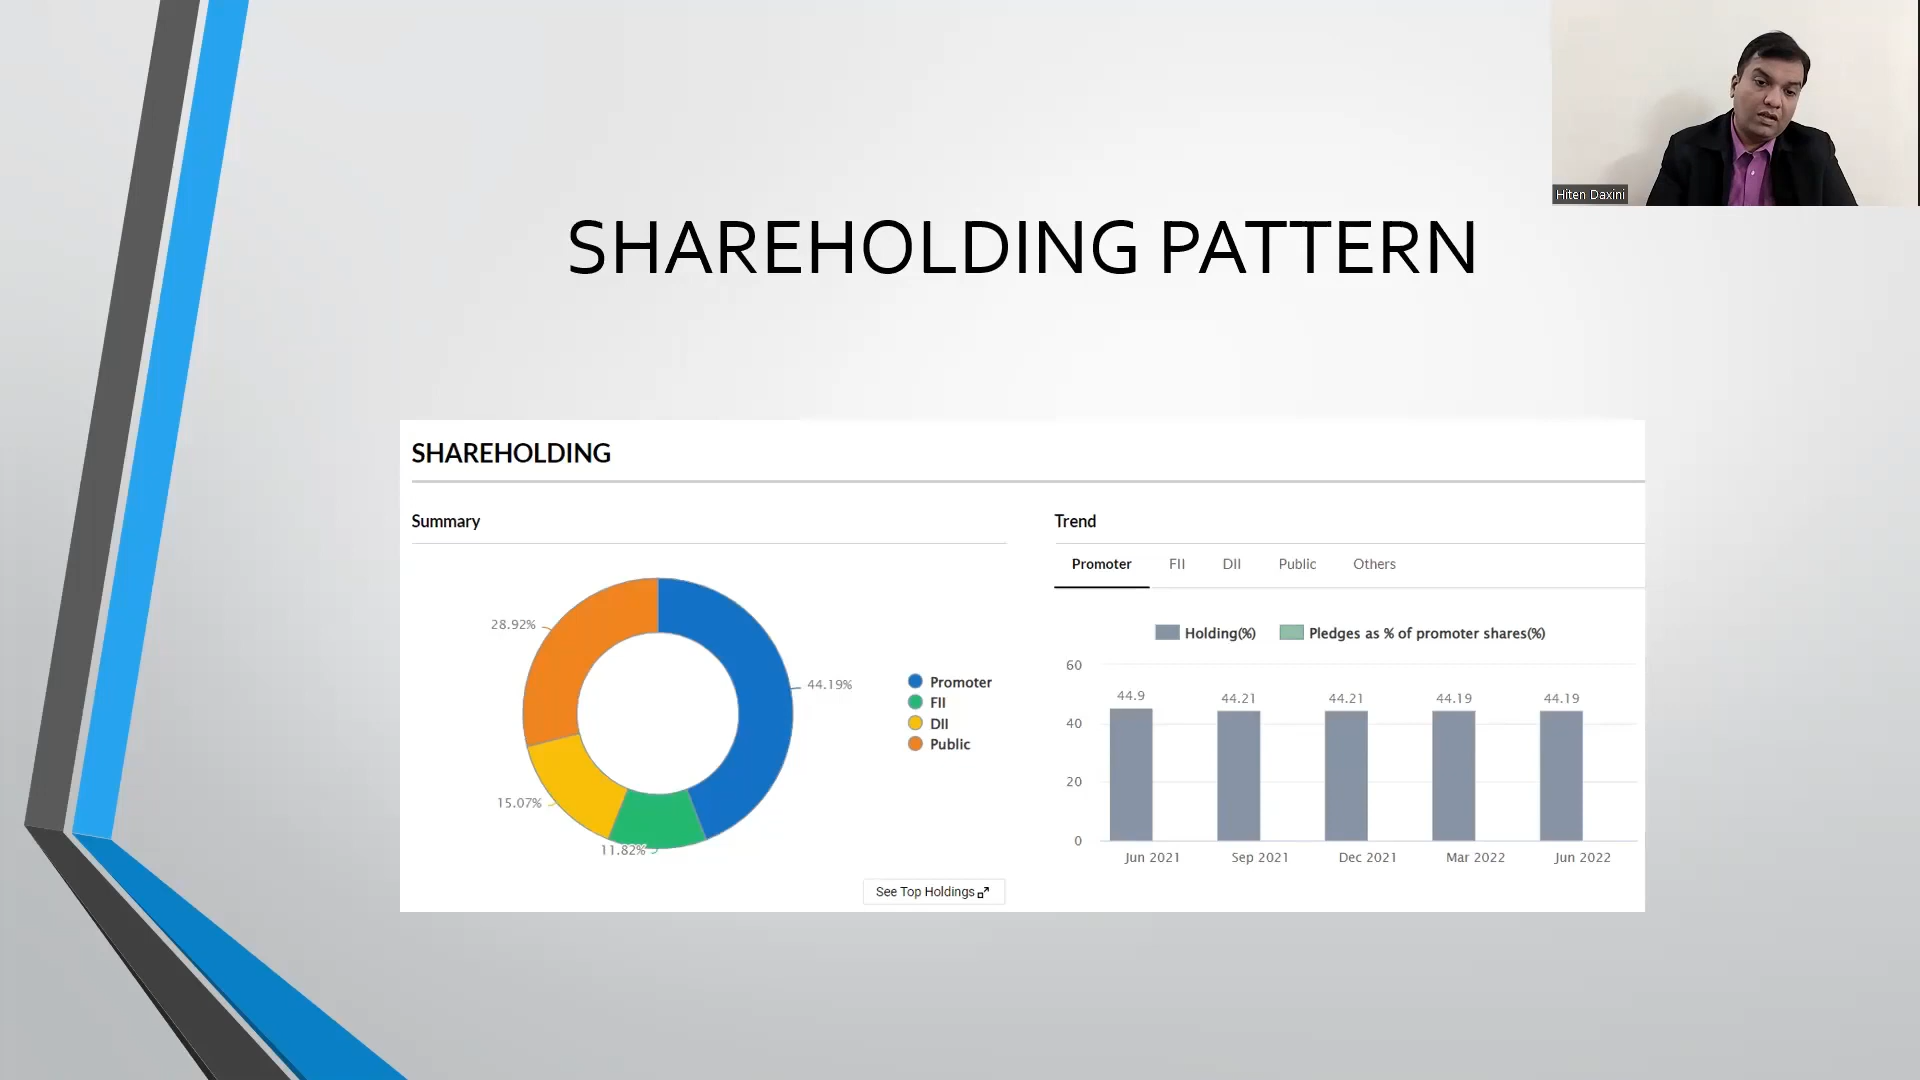 Hiten Daxini
SHAREHOLDING PATTERN
SHAREHOLDING
Summary
28.92%
44.19%
15.07%
11.82%
Promoter
FII
DII
Public
See Top Holdings
Trend
Promoter FII DII Public Others
Holding(%) Pledges as % of promoter shares(%)
60
40
20
0
44.9 44.21 44.21 44.19 44.19
Jun 2021 Sep 2021 Dec 2021 Mar 2022 Jun 2022